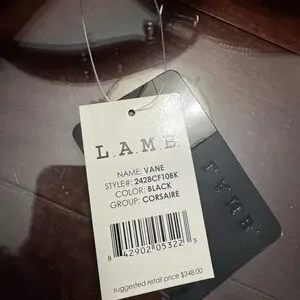 L.A.M.B.
NAME: VANE
STYLE#: 2428CF10BK
COLOR: BLACK
GROUP: CORSAIRE
8 42902 05322 3
suggested retail price $348.00
L.A.M.B.